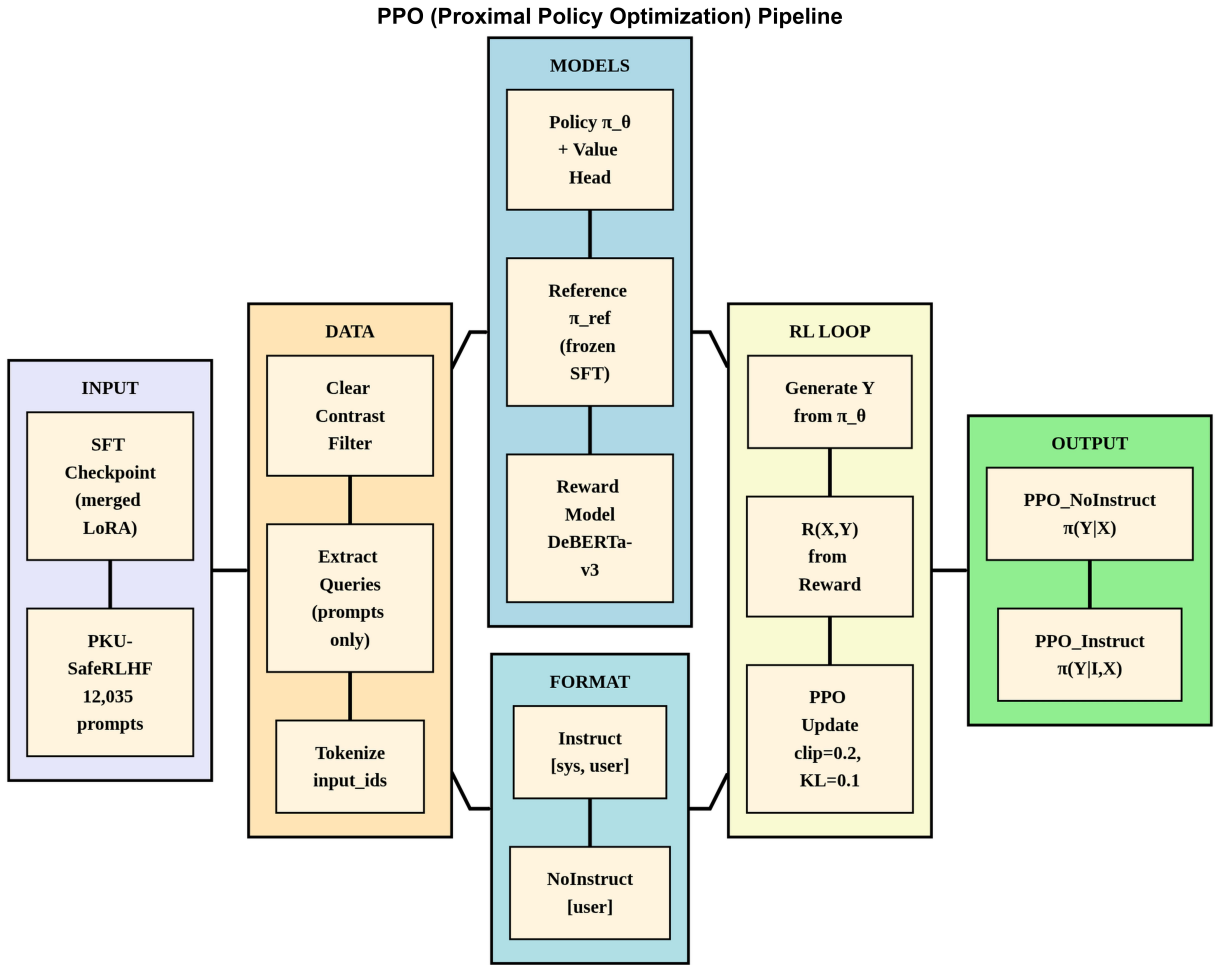 PPO (Proximal Policy Optimization) Pipeline
INPUT
SFT
Checkpoint
(merged
LoRA)
PKU-
SafeRLHF
12,035
prompts
DATA
Clear
Contrast
Filter
Extract
Queries
(prompts
only)
Tokenize
input_ids
MODELS
Policy π_θ
+ Value
Head
Reference
π_ref
(frozen
SFT)
Reward
Model
DeBERTa-
v3
FORMAT
Instruct
[sys, user]
NoInstruct
[user]
RL LOOP
Generate Y
from π_θ
R(X,Y)
from
Reward
PPO
Update
clip=0.2,
KL=0.1
OUTPUT
PPO_NoInstruct
π(Y|X)
PPO_Instruct
π(Y|I,X)